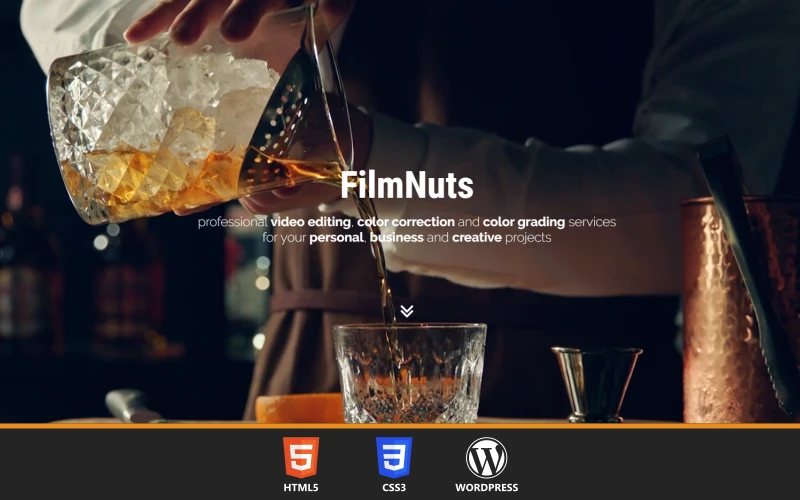 FilmNuts
professional video editing, color correction and color grading services
for your personal, business and creative projects
HTML5
CSS3
WORDPRESS